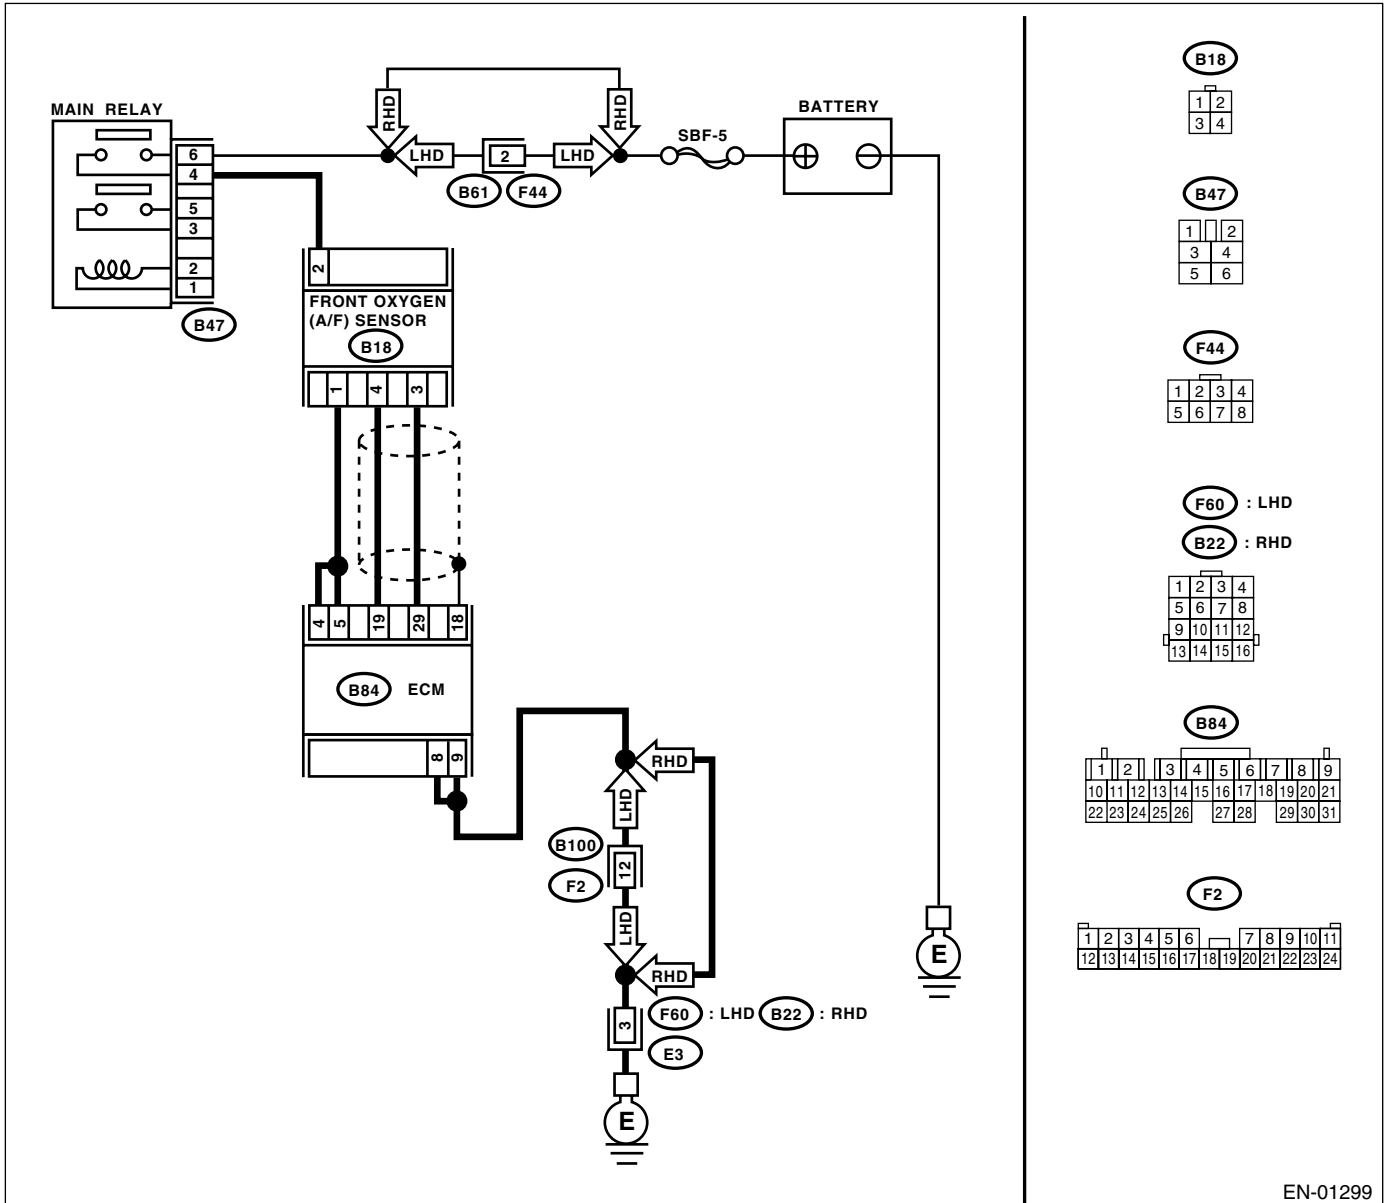 MAIN RELAY
6
4
5
3
2
1
B47
RHD
LHD
2
LHD
RHD
B61
F44
SBF-5
BATTERY
2
FRONT OXYGEN
(A/F) SENSOR
B18
1
4
3
4
5
19
29
18
B84
ECM
8
9
RHD
LHD
B100
12
F2
LHD
RHD
3
F60 : LHD B22 : RHD
E3
E
E
B18
1 2
3 4
B47
1 2
3 4
5 6
F44
1 2 3 4
5 6 7 8
F60 : LHD
B22 : RHD
1 2 3 4
5 6 7 8
9 10 11 12
13 14 15 16
B84
1 2 3 4 5 6 7 8 9
10 11 12 13 14 15 16 17 18 19 20 21
22 23 24 25 26 27 28 29 30 31
F2
1 2 3 4 5 6 7 8 9 10 11
12 13 14 15 16 17 18 19 20 21 22 23 24
EN-01299